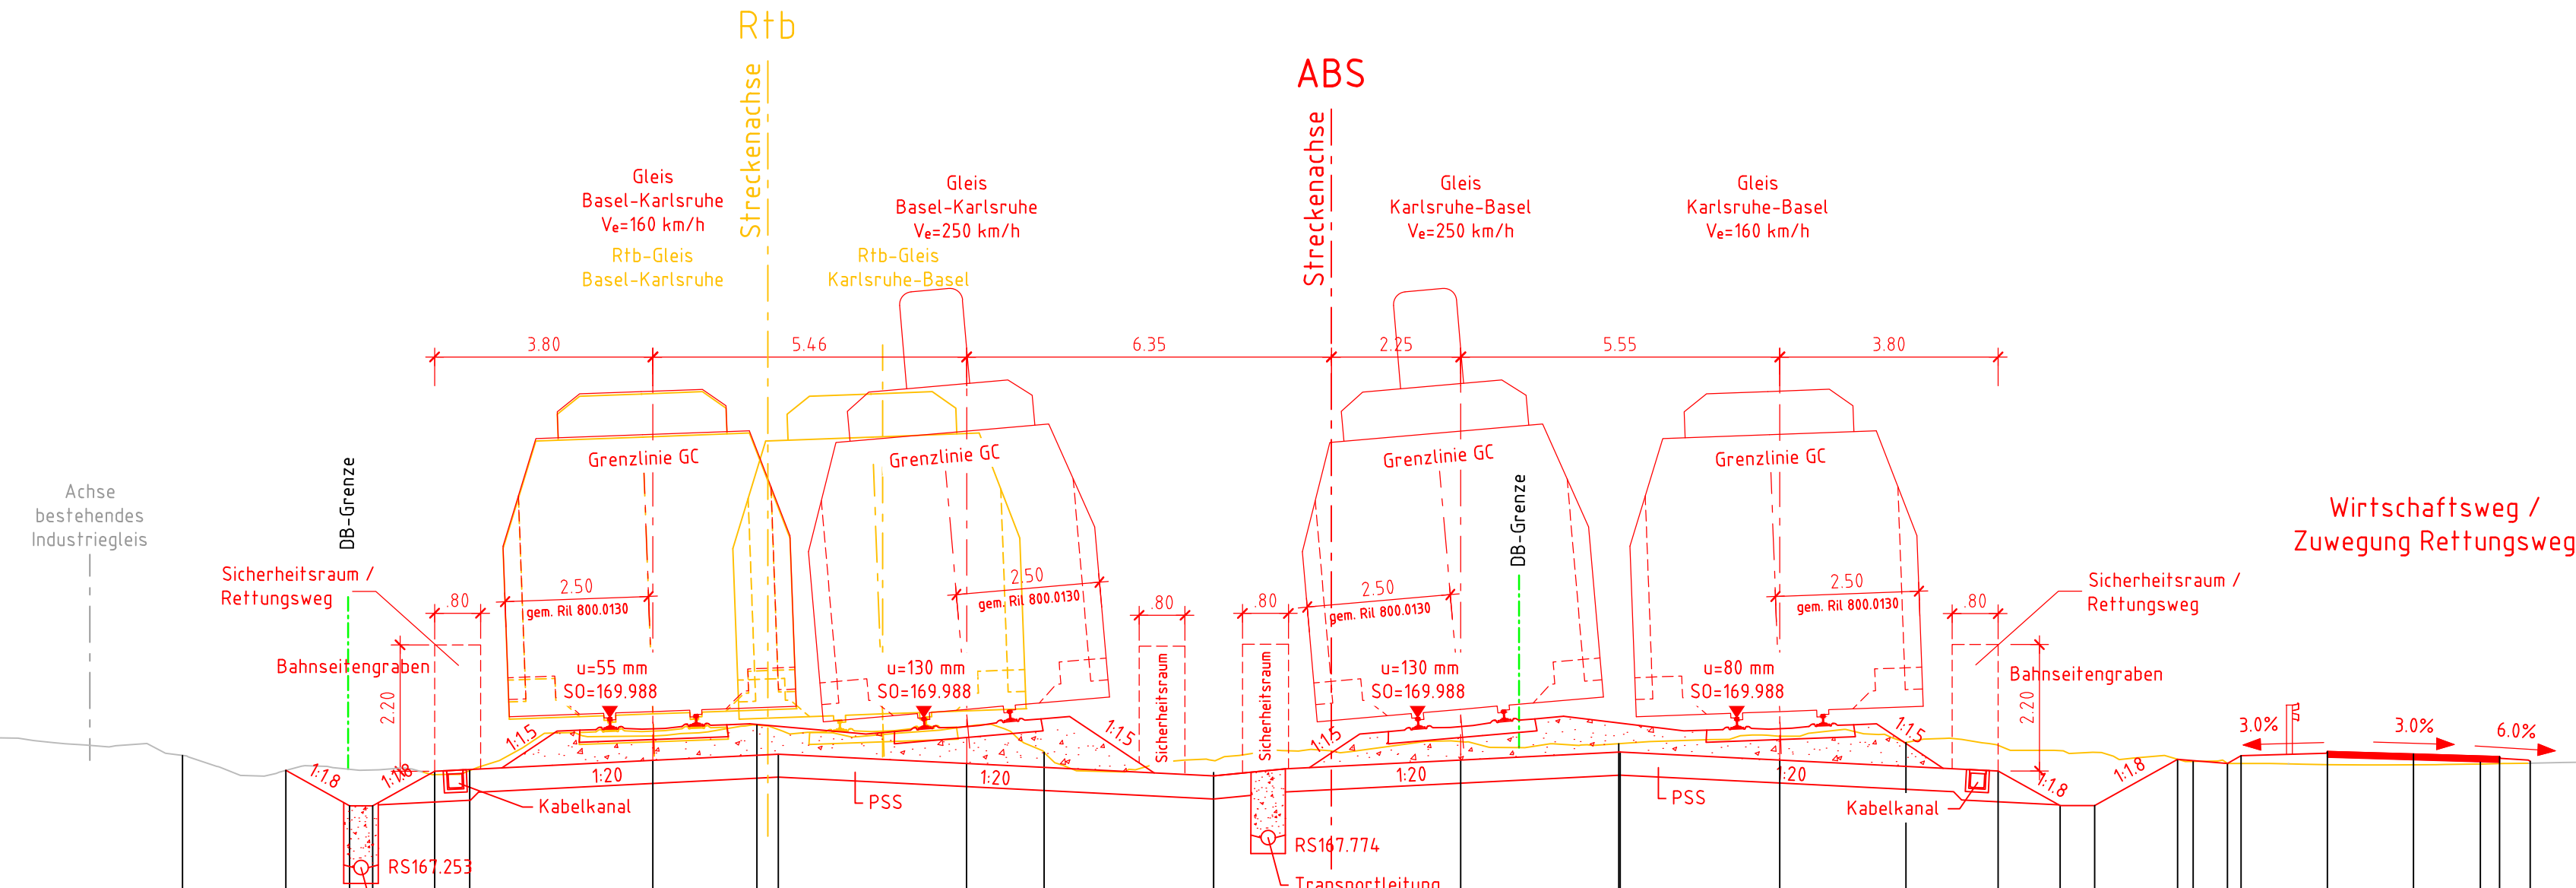 Rtb
Streckenachse
ABS
Streckenachse
Gleis
Basel-Karlsruhe
Ve=160 km/h
Rtb-Gleis
Basel-Karlsruhe
Gleis
Basel-Karlsruhe
Ve=250 km/h
Rtb-Gleis
Karlsruhe-Basel
Gleis
Karlsruhe-Basel
Ve=250 km/h
Gleis
Karlsruhe-Basel
Ve=160 km/h
3.80
5.46
6.35
2.25
5.55
3.80
Achse
bestehendes
Industriegleis
DB-Grenze
Grenzlinie GC
Grenzlinie GC
Grenzlinie GC
Grenzlinie GC
DB-Grenze
Wirtschaftsweg /
Zuwegung Rettungsweg
Sicherheitsraum /
Rettungsweg
.80
2.50
gem. Ril 800.0130
2.50
gem. Ril 800.0130
.80
.80
2.50
gem. Ril 800.0130
2.50
gem. Ril 800.0130
.80
Sicherheitsraum /
Rettungsweg
Bahnseitengraben
2.20
u=55 mm
SO=169.988
u=130 mm
SO=169.988
Sicherheitsraum
Sicherheitsraum
u=130 mm
SO=169.988
u=80 mm
SO=169.988
Bahnseitengraben
2.20
3.0%
3.0%
6.0%
1:1.8
1:1.8
1:1.5
1:20
1:20
1:1.5
1:1.5
1:20
1:20
1:1.5
1:1.8
1:1.8
Kabelkanal
PSS
PSS
Kabelkanal
RS167.253
RS167.774
Transportleitung